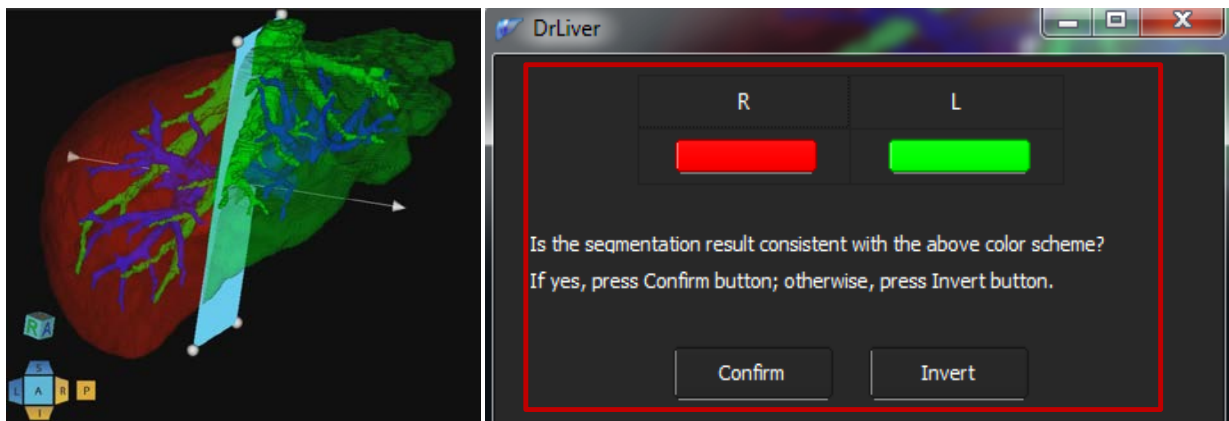 DrLiver
R L
Is the segmentation result consistent with the above color scheme?
If yes, press Confirm button; otherwise, press Invert button.
Confirm Invert
R A
S
L A R P
I